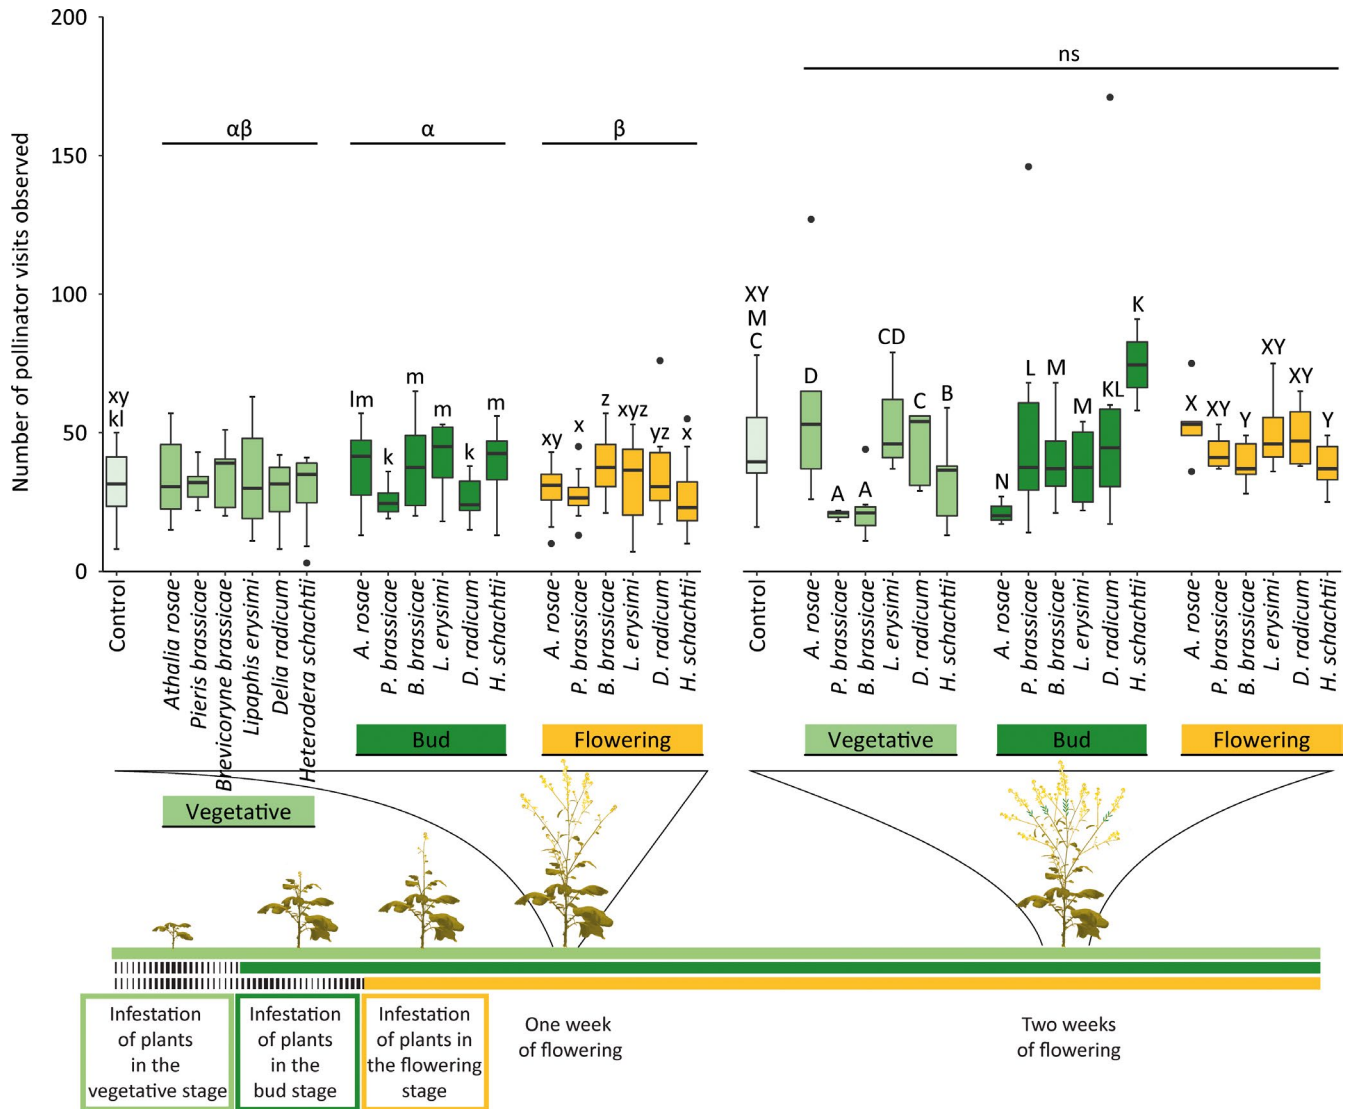 Number of pollinator visits observed
200
150
100
50
0
αβ
α
β
ns
xy
kl
lm
k
m
m
k
m
xy
x
z
xyz
yz
x
XY
M
C
D
A
A
CD
C
B
N
L
M
M
KL
K
X
XY
Y
XY
XY
Y
Control
Athalia rosae
Pieris brassicae
Brevicoryne brassicae
Lipaphis erysimi
Delia radicum
Heterodera schachtii
A. rosae
P. brassicae
B. brassicae
L. erysimi
D. radicum
H. schachtii
A. rosae
P. brassicae
B. brassicae
L. erysimi
D. radicum
H. schachtii
Control
A. rosae
P. brassicae
B. brassicae
L. erysimi
D. radicum
H. schachtii
A. rosae
P. brassicae
B. brassicae
L. erysimi
D. radicum
H. schachtii
A. rosae
P. brassicae
B. brassicae
L. erysimi
D. radicum
H. schachtii
Vegetative
Bud
Flowering
Vegetative
Bud
Flowering
Infestation
of plants
in the
vegetative stage
Infestation
of plants
in the
bud stage
Infestation
of plants in
the flowering
stage
One week
of flowering
Two weeks
of flowering